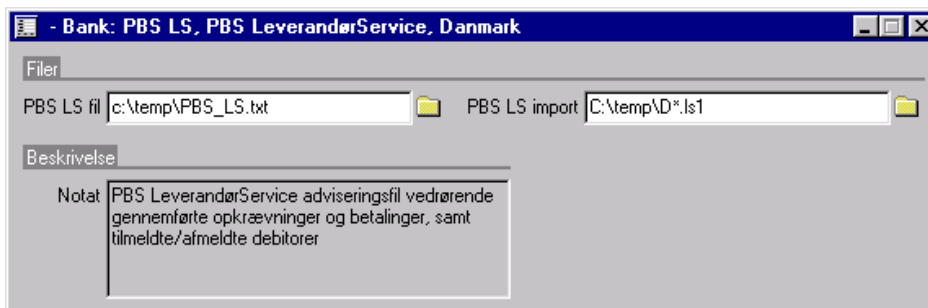 - Bank: PBS LS, PBS LeverandørService, Danmark
Filer
PBS LS fil c:\temp\PBS_LS.txt PBS LS import C:\temp\D*.ls1
Beskrivelse
Notat PBS LeverandørService adviseringsfil vedrørende
gennemførte opkrævninger og betalinger, samt
tilmeldte/afmeldte debitorer